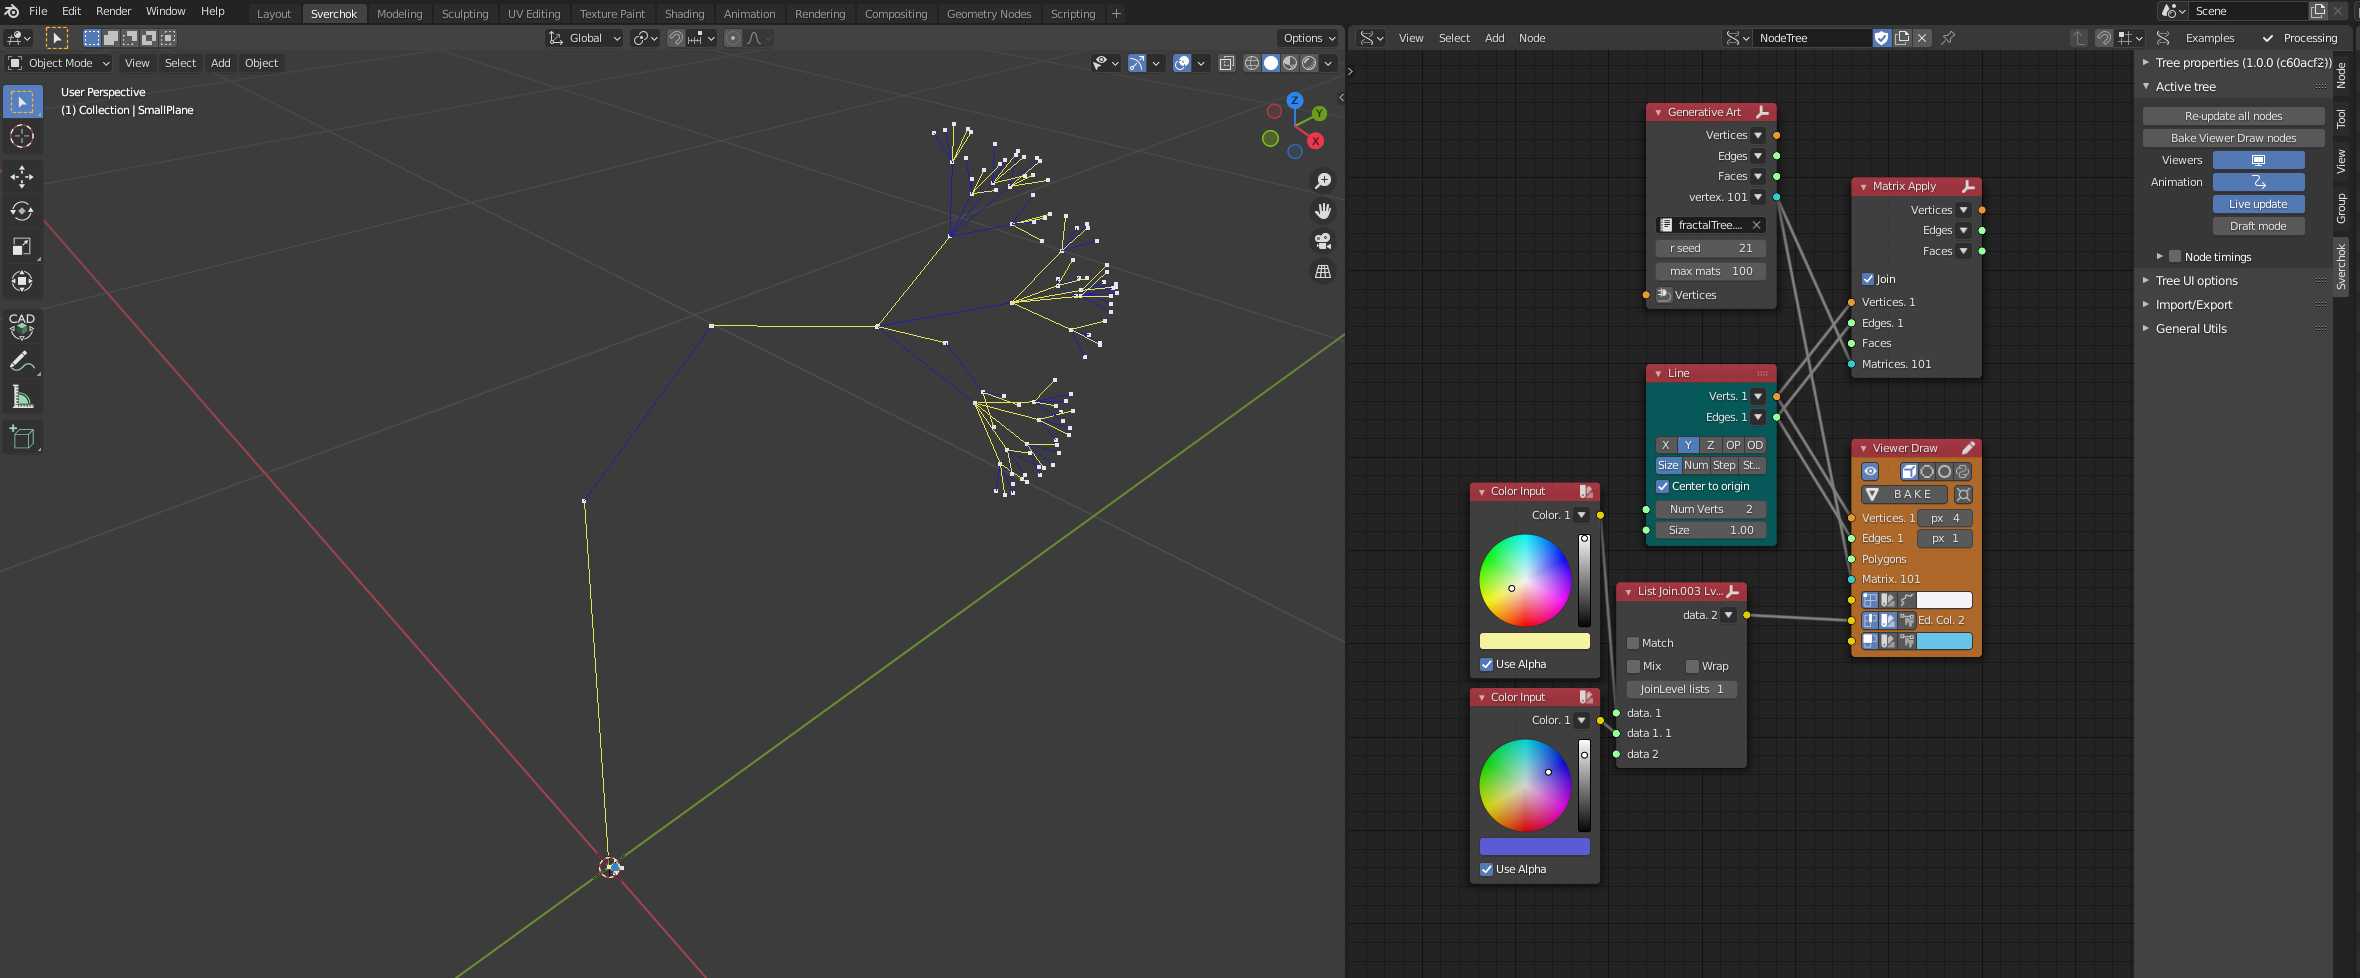 File Edit Render Window Help
Layout Sverchok Modeling Sculpting UV Editing Texture Paint Shading Animation Rendering Compositing Geometry Nodes Scripting +
Scene
Global
Options
View Select Add Node
NodeTree
Examples
Processing
Object Mode View Select Add Object
User Perspective
(1) Collection | SmallPlane
Z
Y
X
CAD
Generative Art
Vertices
Edges
Faces
vertex. 101
fractalTree....
r seed 21
max mats 100
Vertices
Matrix Apply
Vertices
Edges
Faces
Join
Vertices. 1
Edges. 1
Faces
Matrices. 101
Line
Verts. 1
Edges. 1
X Y Z OP OD
Size Num Step St...
Center to origin
Num Verts 2
Size 1.00
Viewer Draw
BAKE
Vertices. 1 px 4
Edges. 1 px 1
Polygons
Matrix. 101
Ed. Col. 2
Color Input
Color. 1
Use Alpha
Color Input
Color. 1
Use Alpha
List Join.003 Lv...
data. 2
Match
Mix Wrap
JoinLevel lists 1
data. 1
data 1. 1
data 2
Tree properties (1.0.0 (c60acf2))
Active tree
Re-update all nodes
Bake Viewer Draw nodes
Viewers
Animation
Live update
Draft mode
Node timings
Tree UI options
Import/Export
General Utils
Node
Tool
View
Group
Sverchok